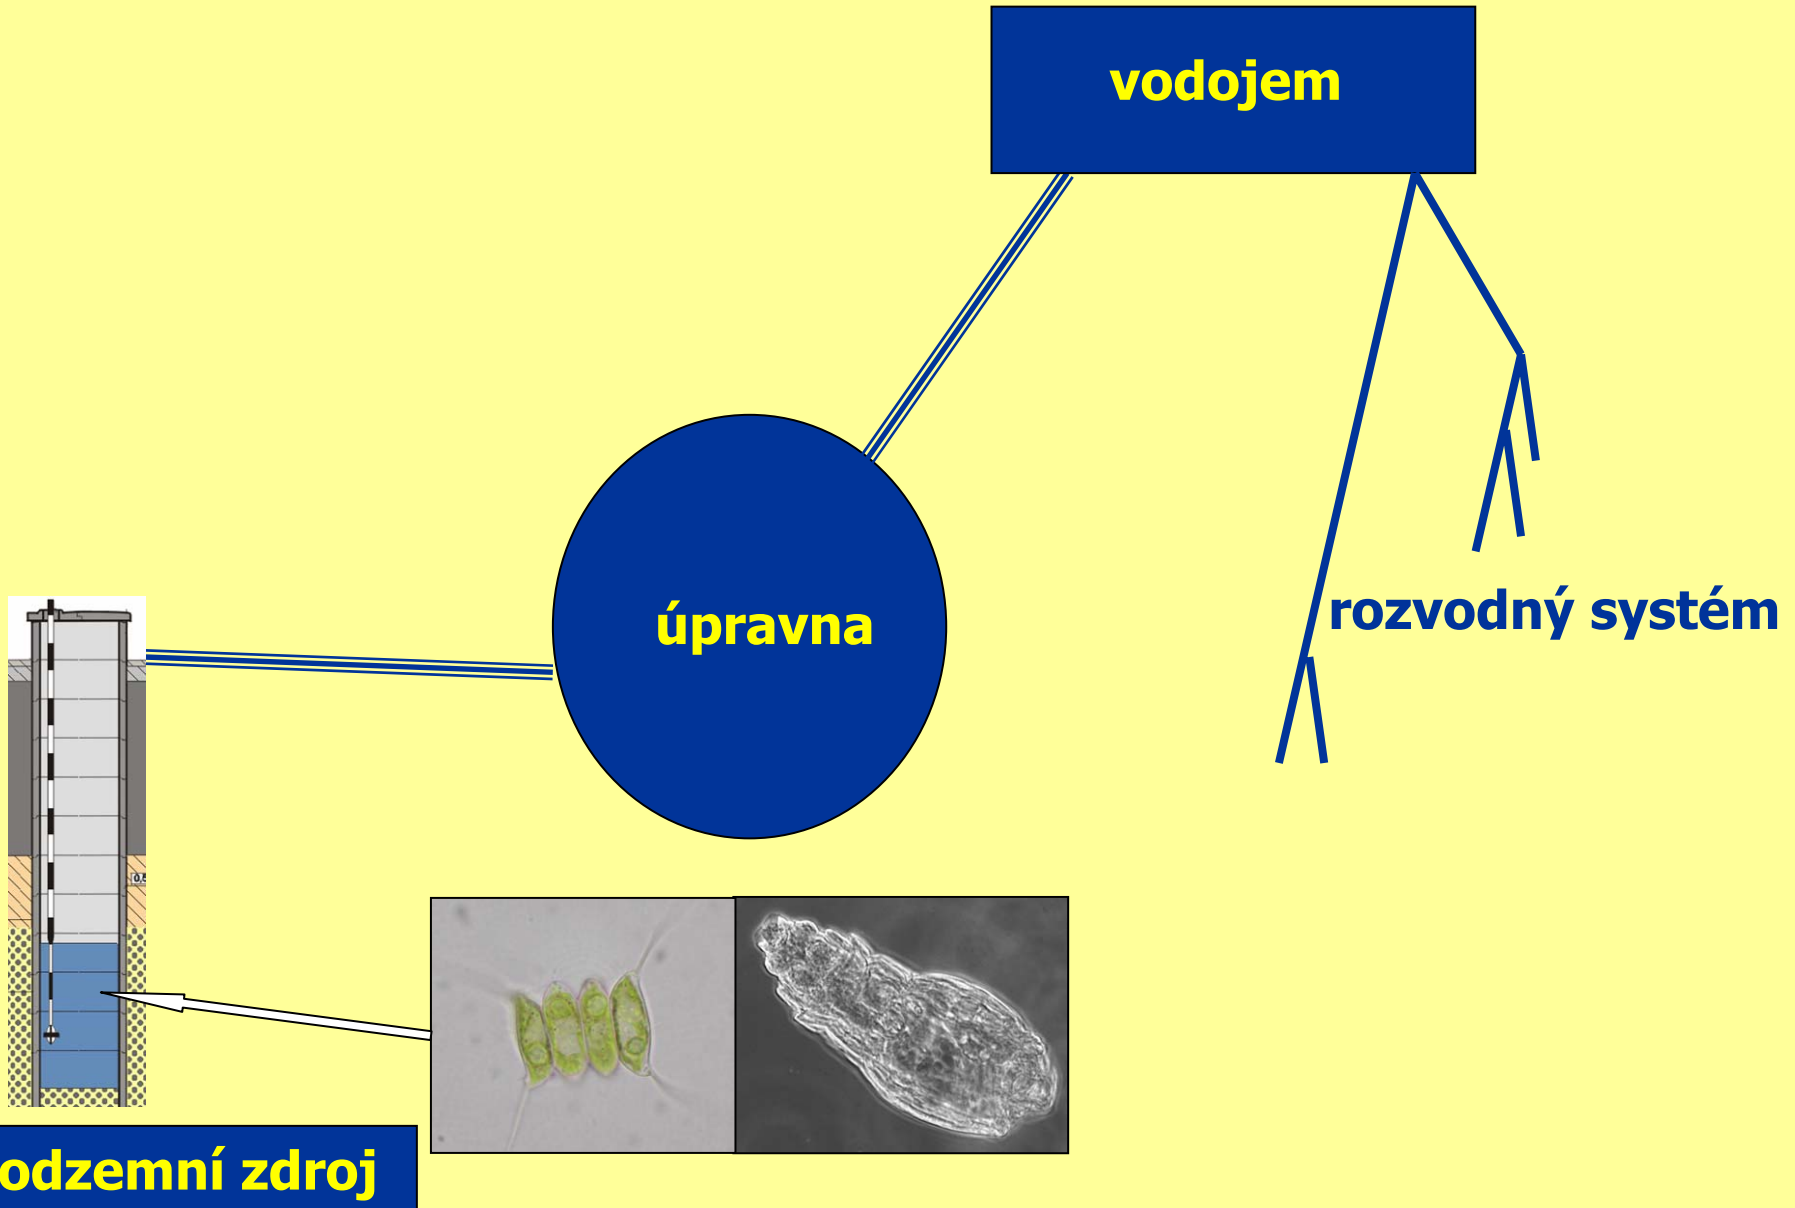 vodojem
úpravna
rozvodný systém
odzemní zdroj